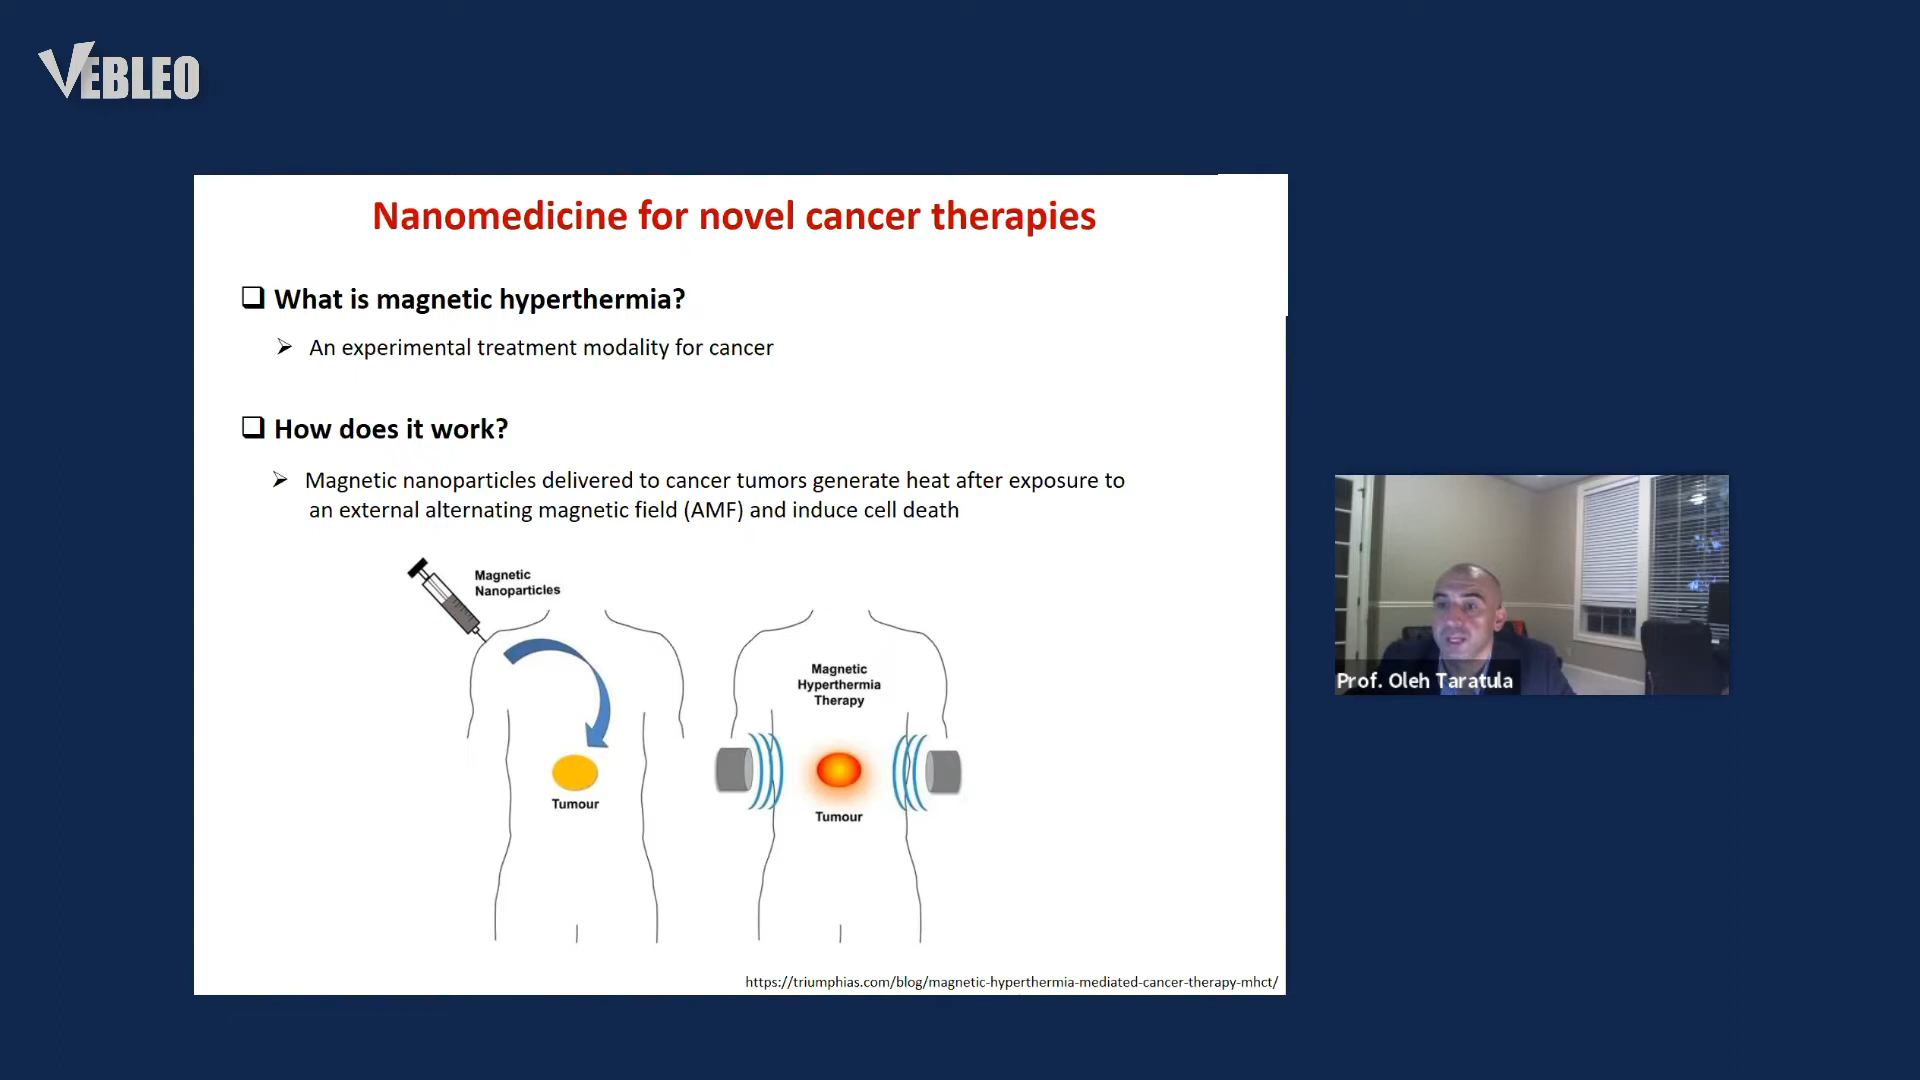 VEBLEO
Nanomedicine for novel cancer therapies
What is magnetic hyperthermia?
An experimental treatment modality for cancer
How does it work?
Magnetic nanoparticles delivered to cancer tumors generate heat after exposure to
an external alternating magnetic field (AMF) and induce cell death
Magnetic
Nanoparticles
Tumour
Magnetic
Hyperthermia
Therapy
Tumour
https://triumphias.com/blog/magnetic-hyperthermia-mediated-cancer-therapy-mhct/
Prof. Oleh Taratula